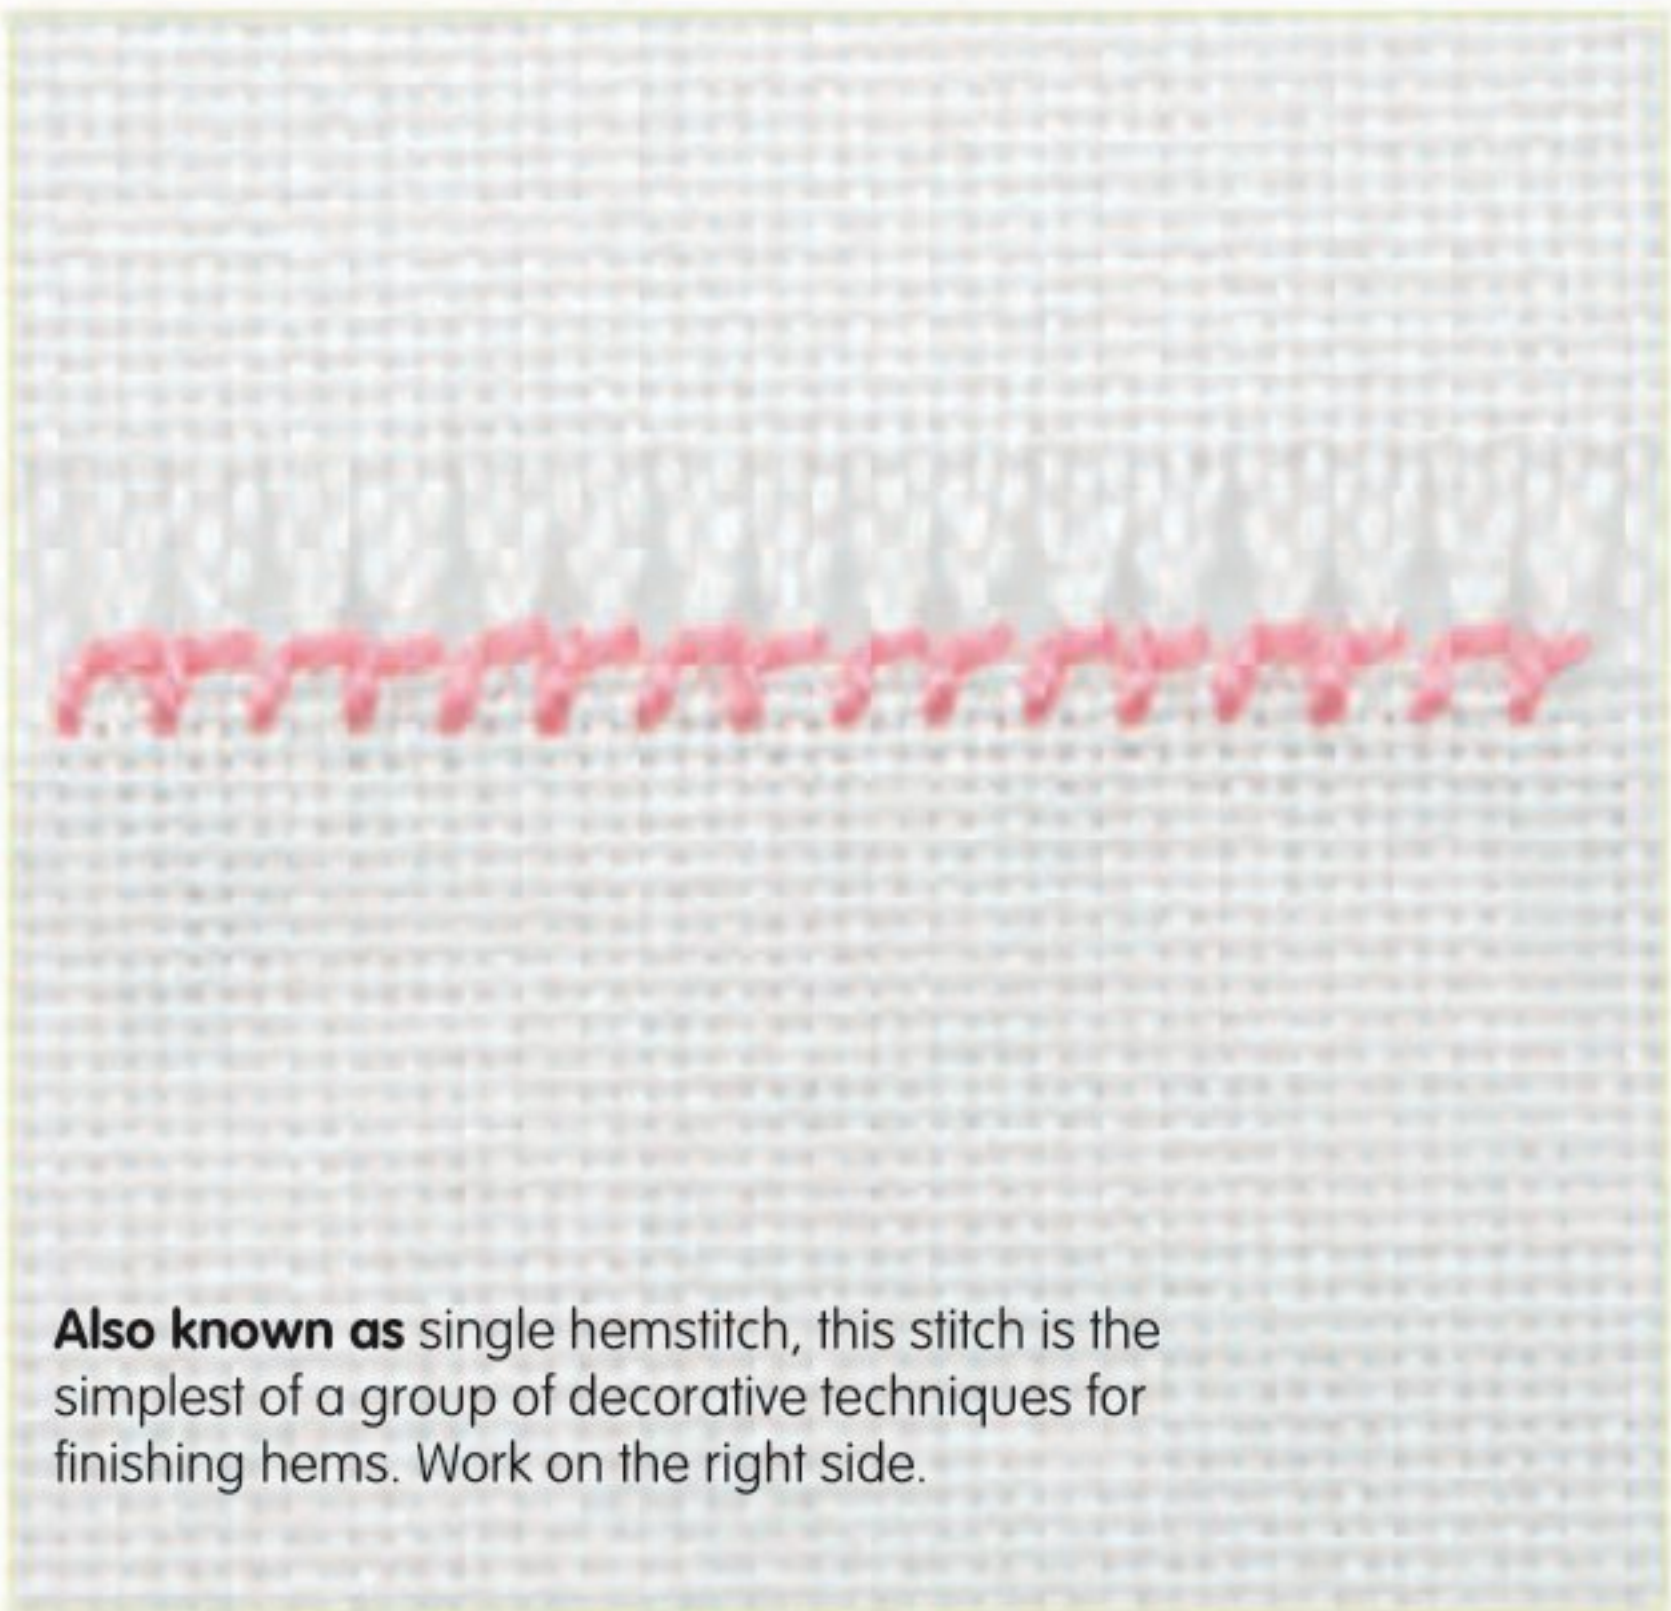 Also known as single hemstitch, this stitch is the
simplest of a group of decorative techniques for
finishing hems. Work on the right side.